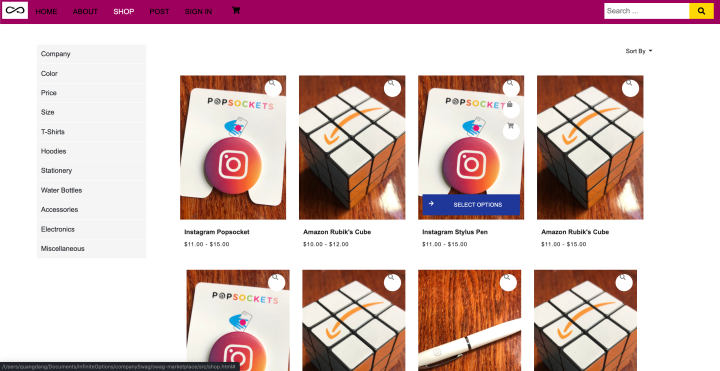 HOME ABOUT SHOP POST SIGN IN Search ...
Sort By
Company
Color
Price
Size
T-Shirts
Hoodies
Stationery
Water Bottles
Accessories
Electronics
Miscellaneous
P@PSOCKETS
P@PSOCKETS
SELECT OPTIONS
Instagram Popsocket
$11.00 - $15.00
Amazon Rubik's Cube
$10.00 - $12.00
Instagram Stylus Pen
$11.00 - $15.00
Amazon Rubik's Cube
$11.00 - $15.00
P@PSOCKETS
/Users/quangdang/Documents/InfiniteOptions/companySwag/swag-marketplace/src/shop.html#